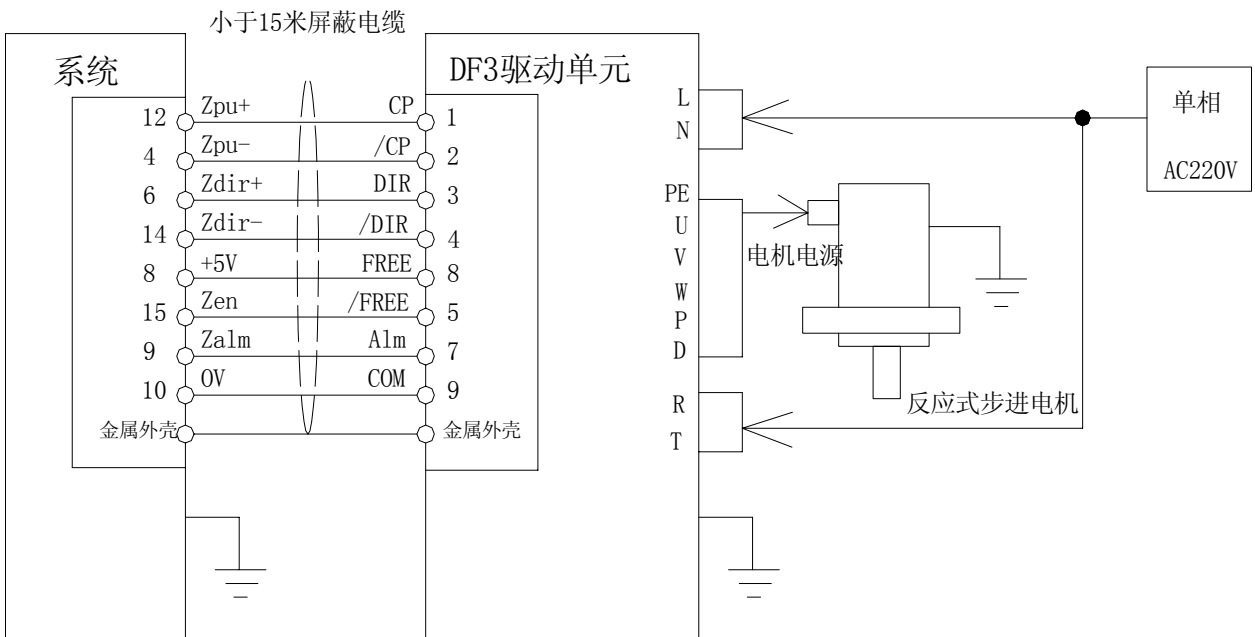 小于15米屏蔽电缆
系统
DF3驱动单元
12 Zpu+ CP 1
4 Zpu- /CP 2
6 Zdir+ DIR 3
14 Zdir- /DIR 4
8 +5V FREE 8
15 Zen /FREE 5
9 Zalm Alm 7
10 0V COM 9
金属外壳 金属外壳
L
N
PE
U
V
W
P
D
R
T
电机电源
反应式步进电机
单相
AC220V